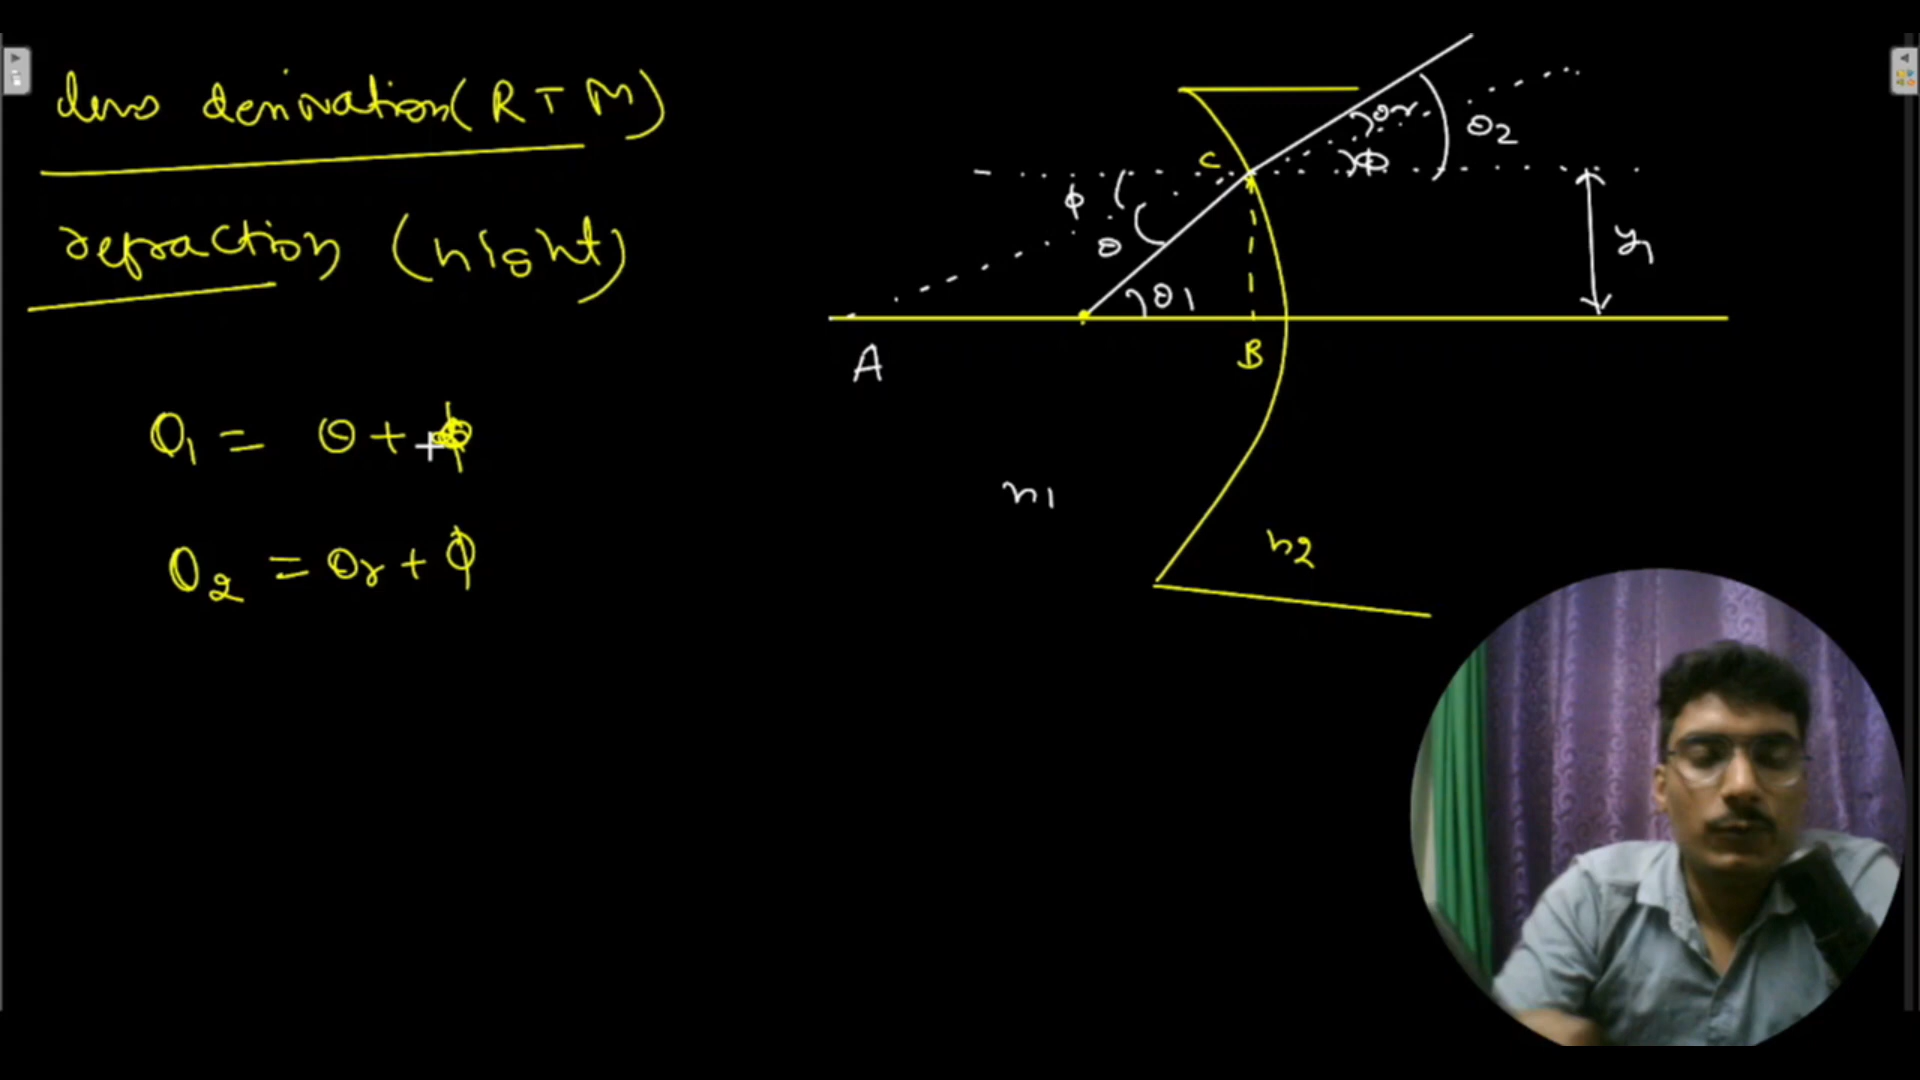 lens derivation (RTM)
refraction (right)
θ1 = θ + ϕ
θ2 = θr + ϕ
C
θr
θ2
ϕ
ϕ
θ
θ1
y1
A
B
n1
n2